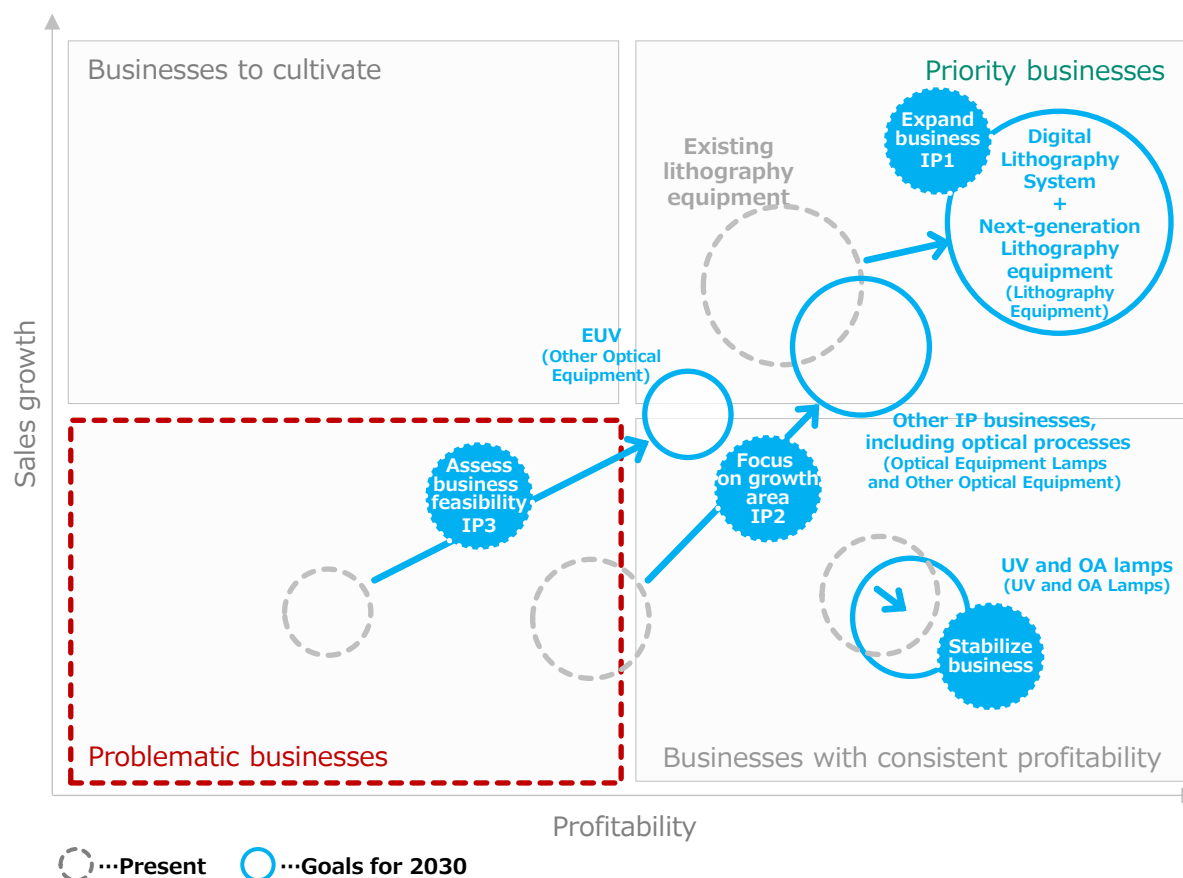 Businesses to cultivate
Priority businesses
Expand
business
IP1
Existing
lithography
equipment
Digital
Lithography
System
+
Next-generation
Lithography
equipment
(Lithography
Equipment)
EUV
(Other Optical
Equipment)
Sales growth
Assess
business
feasibility
IP3
Focus
on growth
area
IP2
Other IP businesses,
including optical processes
(Optical Equipment Lamps
and Other Optical Equipment)
UV and OA lamps
(UV and OA Lamps)
Stabilize
business
Problematic businesses
Businesses with consistent profitability
Profitability
···Present
···Goals for 2030